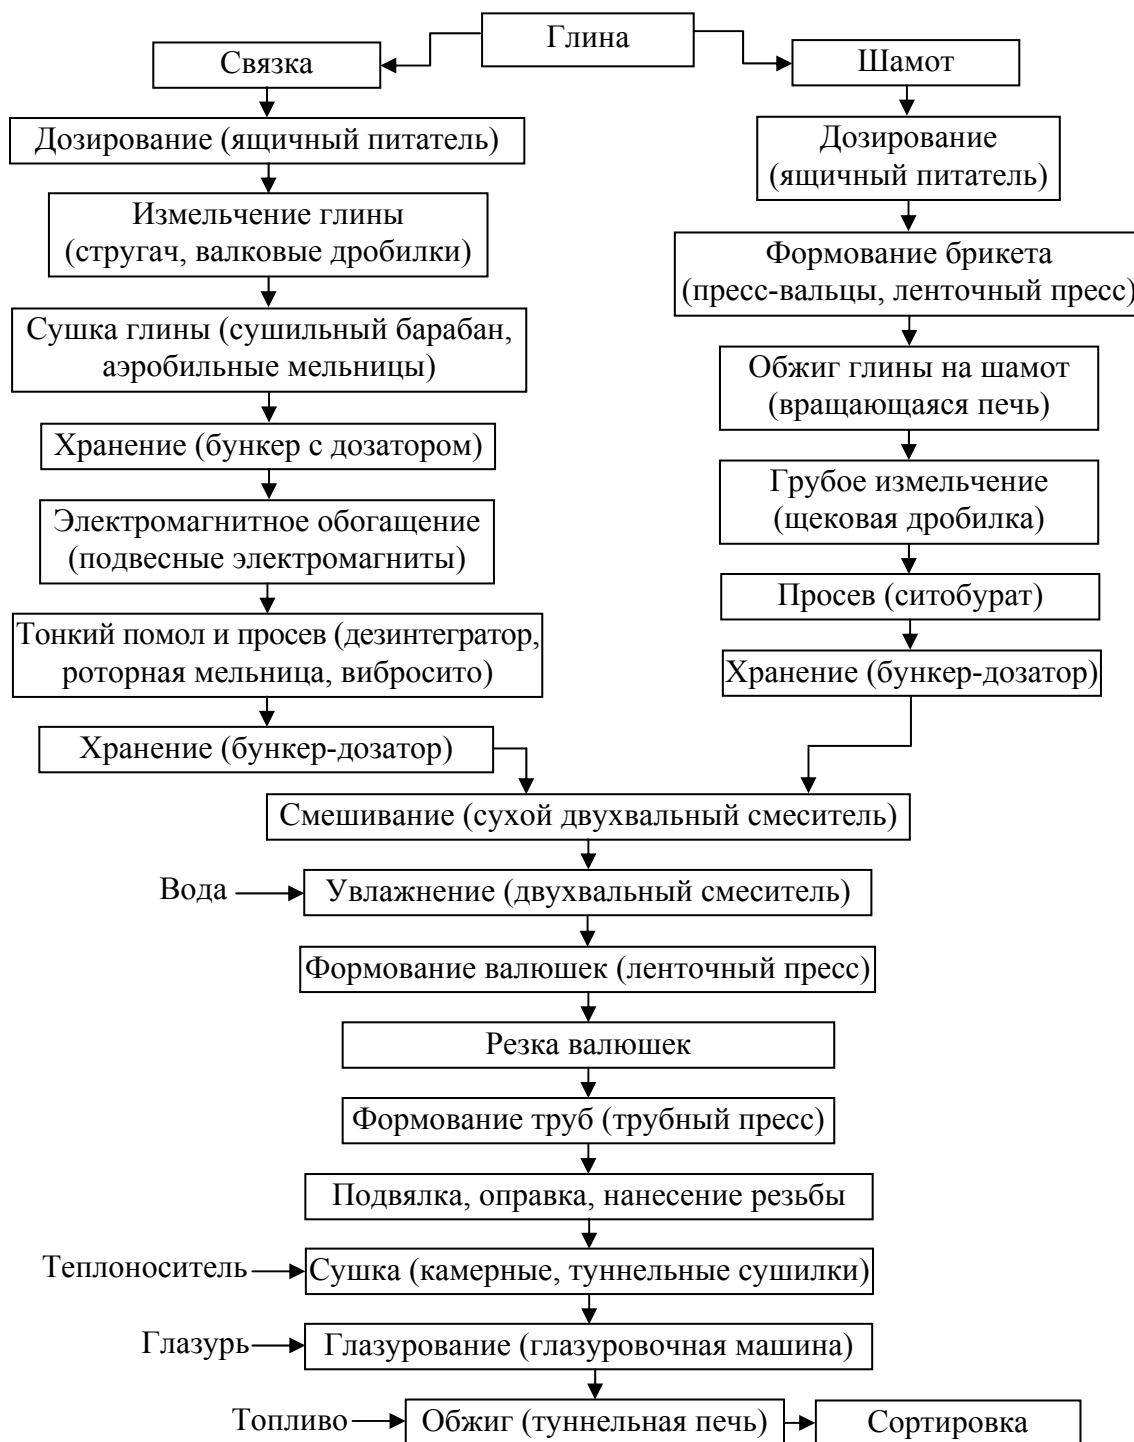 Глина
Связка
Шамот
Дозирование (ящичный питатель)
Измельчение глины
(стругач, валковые дробилки)
Сушка глины (сушильный барабан,
аэробильные мельницы)
Хранение (бункер с дозатором)
Электромагнитное обогащение
(подвесные электромагниты)
Тонкий помол и просев (дезинтегратор,
роторная мельница, вибросито)
Хранение (бункер-дозатор)
Дозирование
(ящичный питатель)
Формование брикета
(пресс-вальцы, ленточный пресс)
Обжиг глины на шамот
(вращающаяся печь)
Грубое измельчение
(щековая дробилка)
Просев (ситобурат)
Хранение (бункер-дозатор)
Смешивание (сухой двухвальный смеситель)
Вода
Увлажнение (двухвальный смеситель)
Формование валюшек (ленточный пресс)
Резка валюшек
Формование труб (трубный пресс)
Подвялка, оправка, нанесение резьбы
Теплоноситель
Сушка (камерные, туннельные сушилки)
Глазурь
Глазурование (глазуровочная машина)
Топливо
Обжиг (туннельная печь)
Сортировка